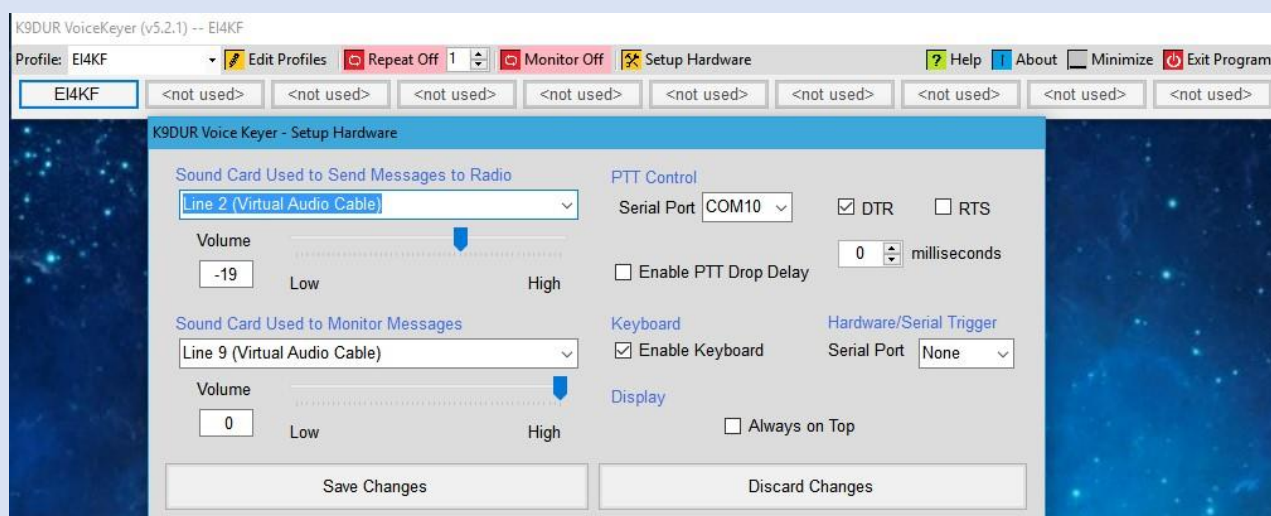 K9DUR VoiceKeyer (v5.2.1) -- EI4KF
Profile: EI4KF Edit Profiles Repeat Off 1 Monitor Off Setup Hardware ? Help Ⅰ About Minimize Exit Program
EI4KF <not used> <not used> <not used> <not used> <not used> <not used> <not used> <not used> <not used>
K9DUR Voice Keyer - Setup Hardware
Sound Card Used to Send Messages to Radio
Line 2 (Virtual Audio Cable)
Volume
-19
Low High
Sound Card Used to Monitor Messages
Line 9 (Virtual Audio Cable)
Volume
0
Low High
PTT Control
Serial Port COM10 DTR RTS
0 milliseconds
Enable PTT Drop Delay
Keyboard
Enable Keyboard
Hardware/Serial Trigger
Serial Port None
Display
Always on Top
Save Changes Discard Changes